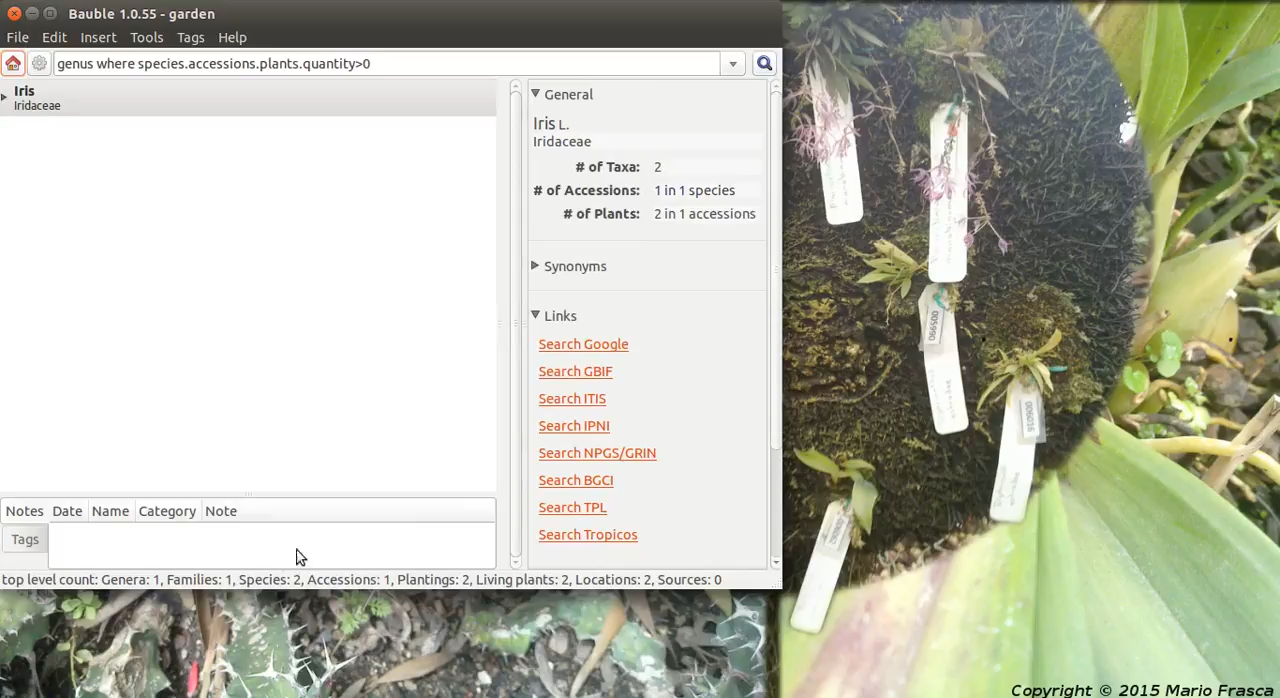 Bauble 1.0.55 - garden
File Edit Insert Tools Tags Help
genus where species.accessions.plants.quantity>0
Iris
Iridaceae
General
Iris L.
Iridaceae
# of Taxa: 2
# of Accessions: 1 in 1 species
# of Plants: 2 in 1 accessions
Synonyms
Links
Search Google
Search GBIF
Search ITIS
Search IPNI
Search NPGS/GRIN
Search BGCI
Search TPL
Search Tropicos
Notes Date Name Category Note
Tags
top level count: Genera: 1, Families: 1, Species: 2, Accessions: 1, Plantings: 2, Living plants: 2, Locations: 2, Sources: 0
005990
Copyright © 2015 Mario Frasca